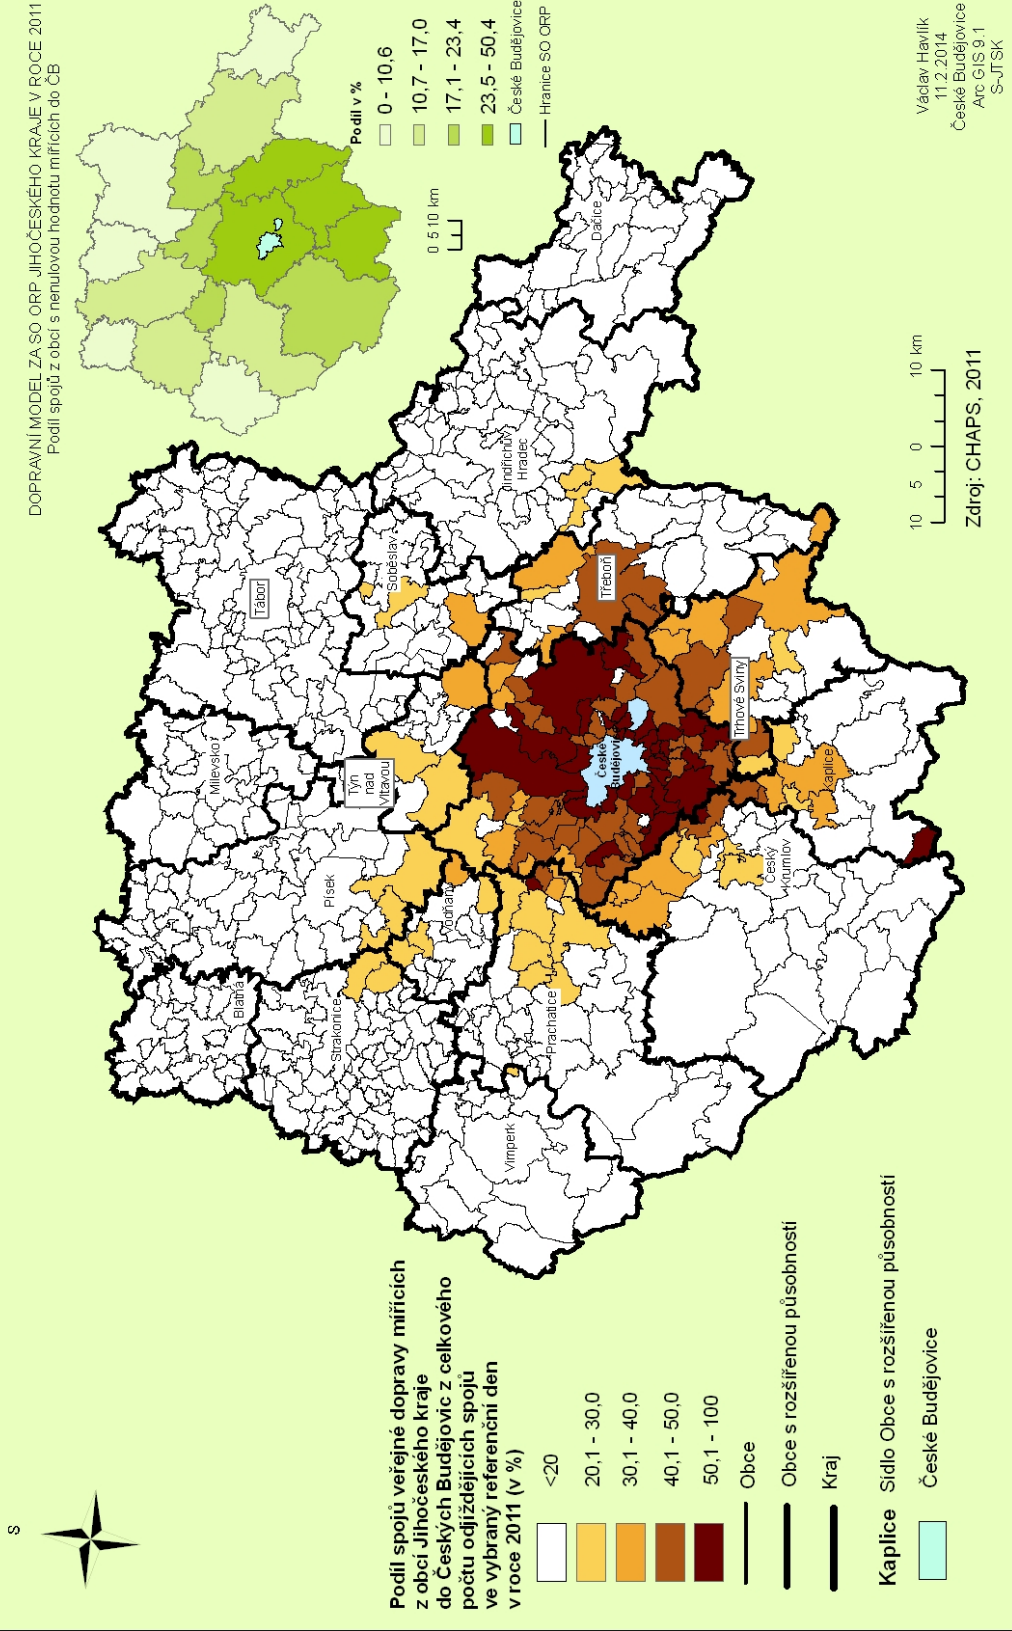 DOPRAVNÍ MODEL ZA SO ORP JIHOČESKÉHO KRAJE V ROCE 2011
Podíl spojů z obcí s nenulovou hodnotu mířících do ČB
Podíl v %
0 - 10,6
10,7 - 17,0
17,1 - 23,4
23,5 - 50,4
České Budějovice
Hranice SO ORP
0 5 10 km
Václav Havlík
11.2.2014
České Budějovice
Arc GIS 9.1
S-JTSK
S
Tábor
Milevsko
Soběslav
Týn
nad
Vltavou
Písek
Blatná
Strakonice
Vodňany
Jindřichův
Hradec
Dačice
Třeboň
České
Budějovice
Trhové Sviny
Kaplice
Český
Krumlov
Prachatice
Vimperk
Podíl spojů veřejné dopravy mířících
z obcí Jihočeského kraje
do Českých Budějovic z celkového
počtu odjíždějících spojů
ve vybraný referenční den
v roce 2011 (v %)
<20
20,1 - 30,0
30,1 - 40,0
40,1 - 50,0
50,1 - 100
Obce
Obce s rozšířenou působností
Kraj
Kaplice Sídlo Obce s rozšířenou působností
České Budějovice
10 5 0 10 km
Zdroj: CHAPS, 2011